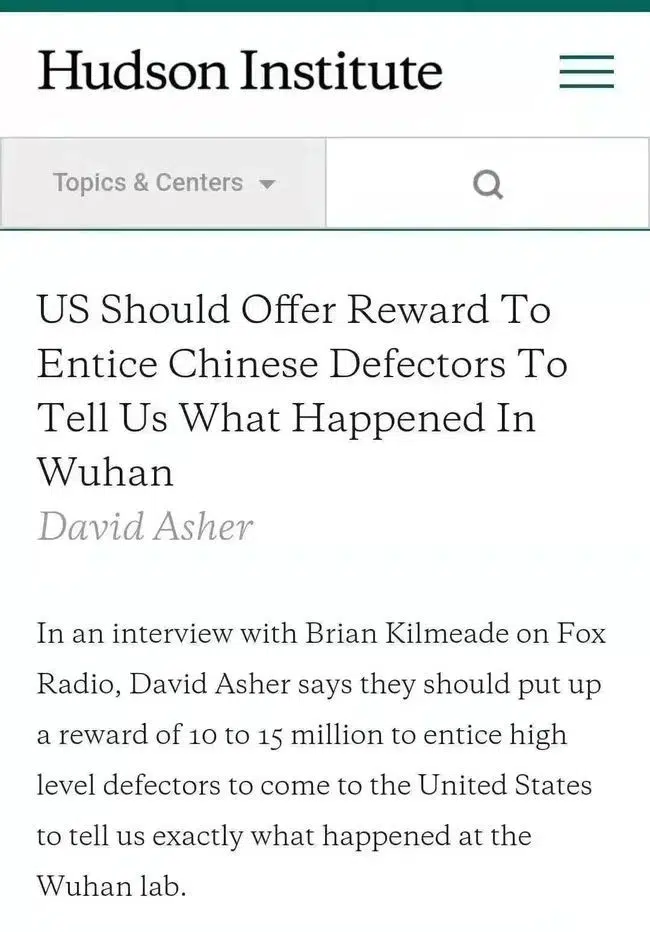 Hudson Institute
Topics & Centers
US Should Offer Reward To
Entice Chinese Defectors To
Tell Us What Happened In
Wuhan
David Asher
In an interview with Brian Kilmeade on Fox
Radio, David Asher says they should put up
a reward of 10 to 15 million to entice high
level defectors to come to the United States
to tell us exactly what happened at the
Wuhan lab.